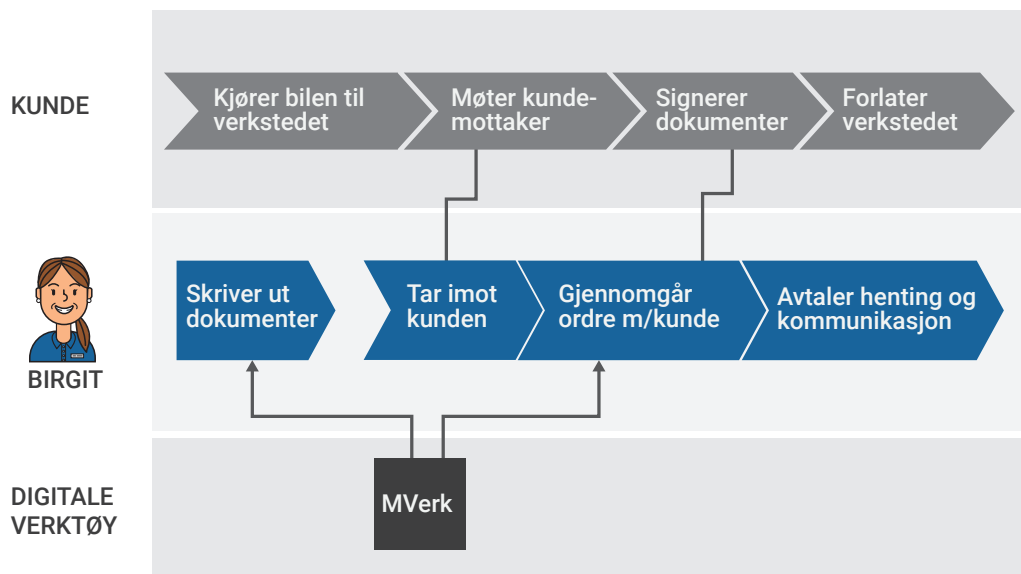 KUNDE
Kjører bilen til
verkstedet
Møter kunde-
mottaker
Signerer
dokumenter
Forlater
verkstedet
BIRGIT
Skriver ut
dokumenter
Tar imot
kunden
Gjennomgår
ordre m/kunde
Avtaler henting og
kommunikasjon
DIGITALE
VERKTØY
MVerk